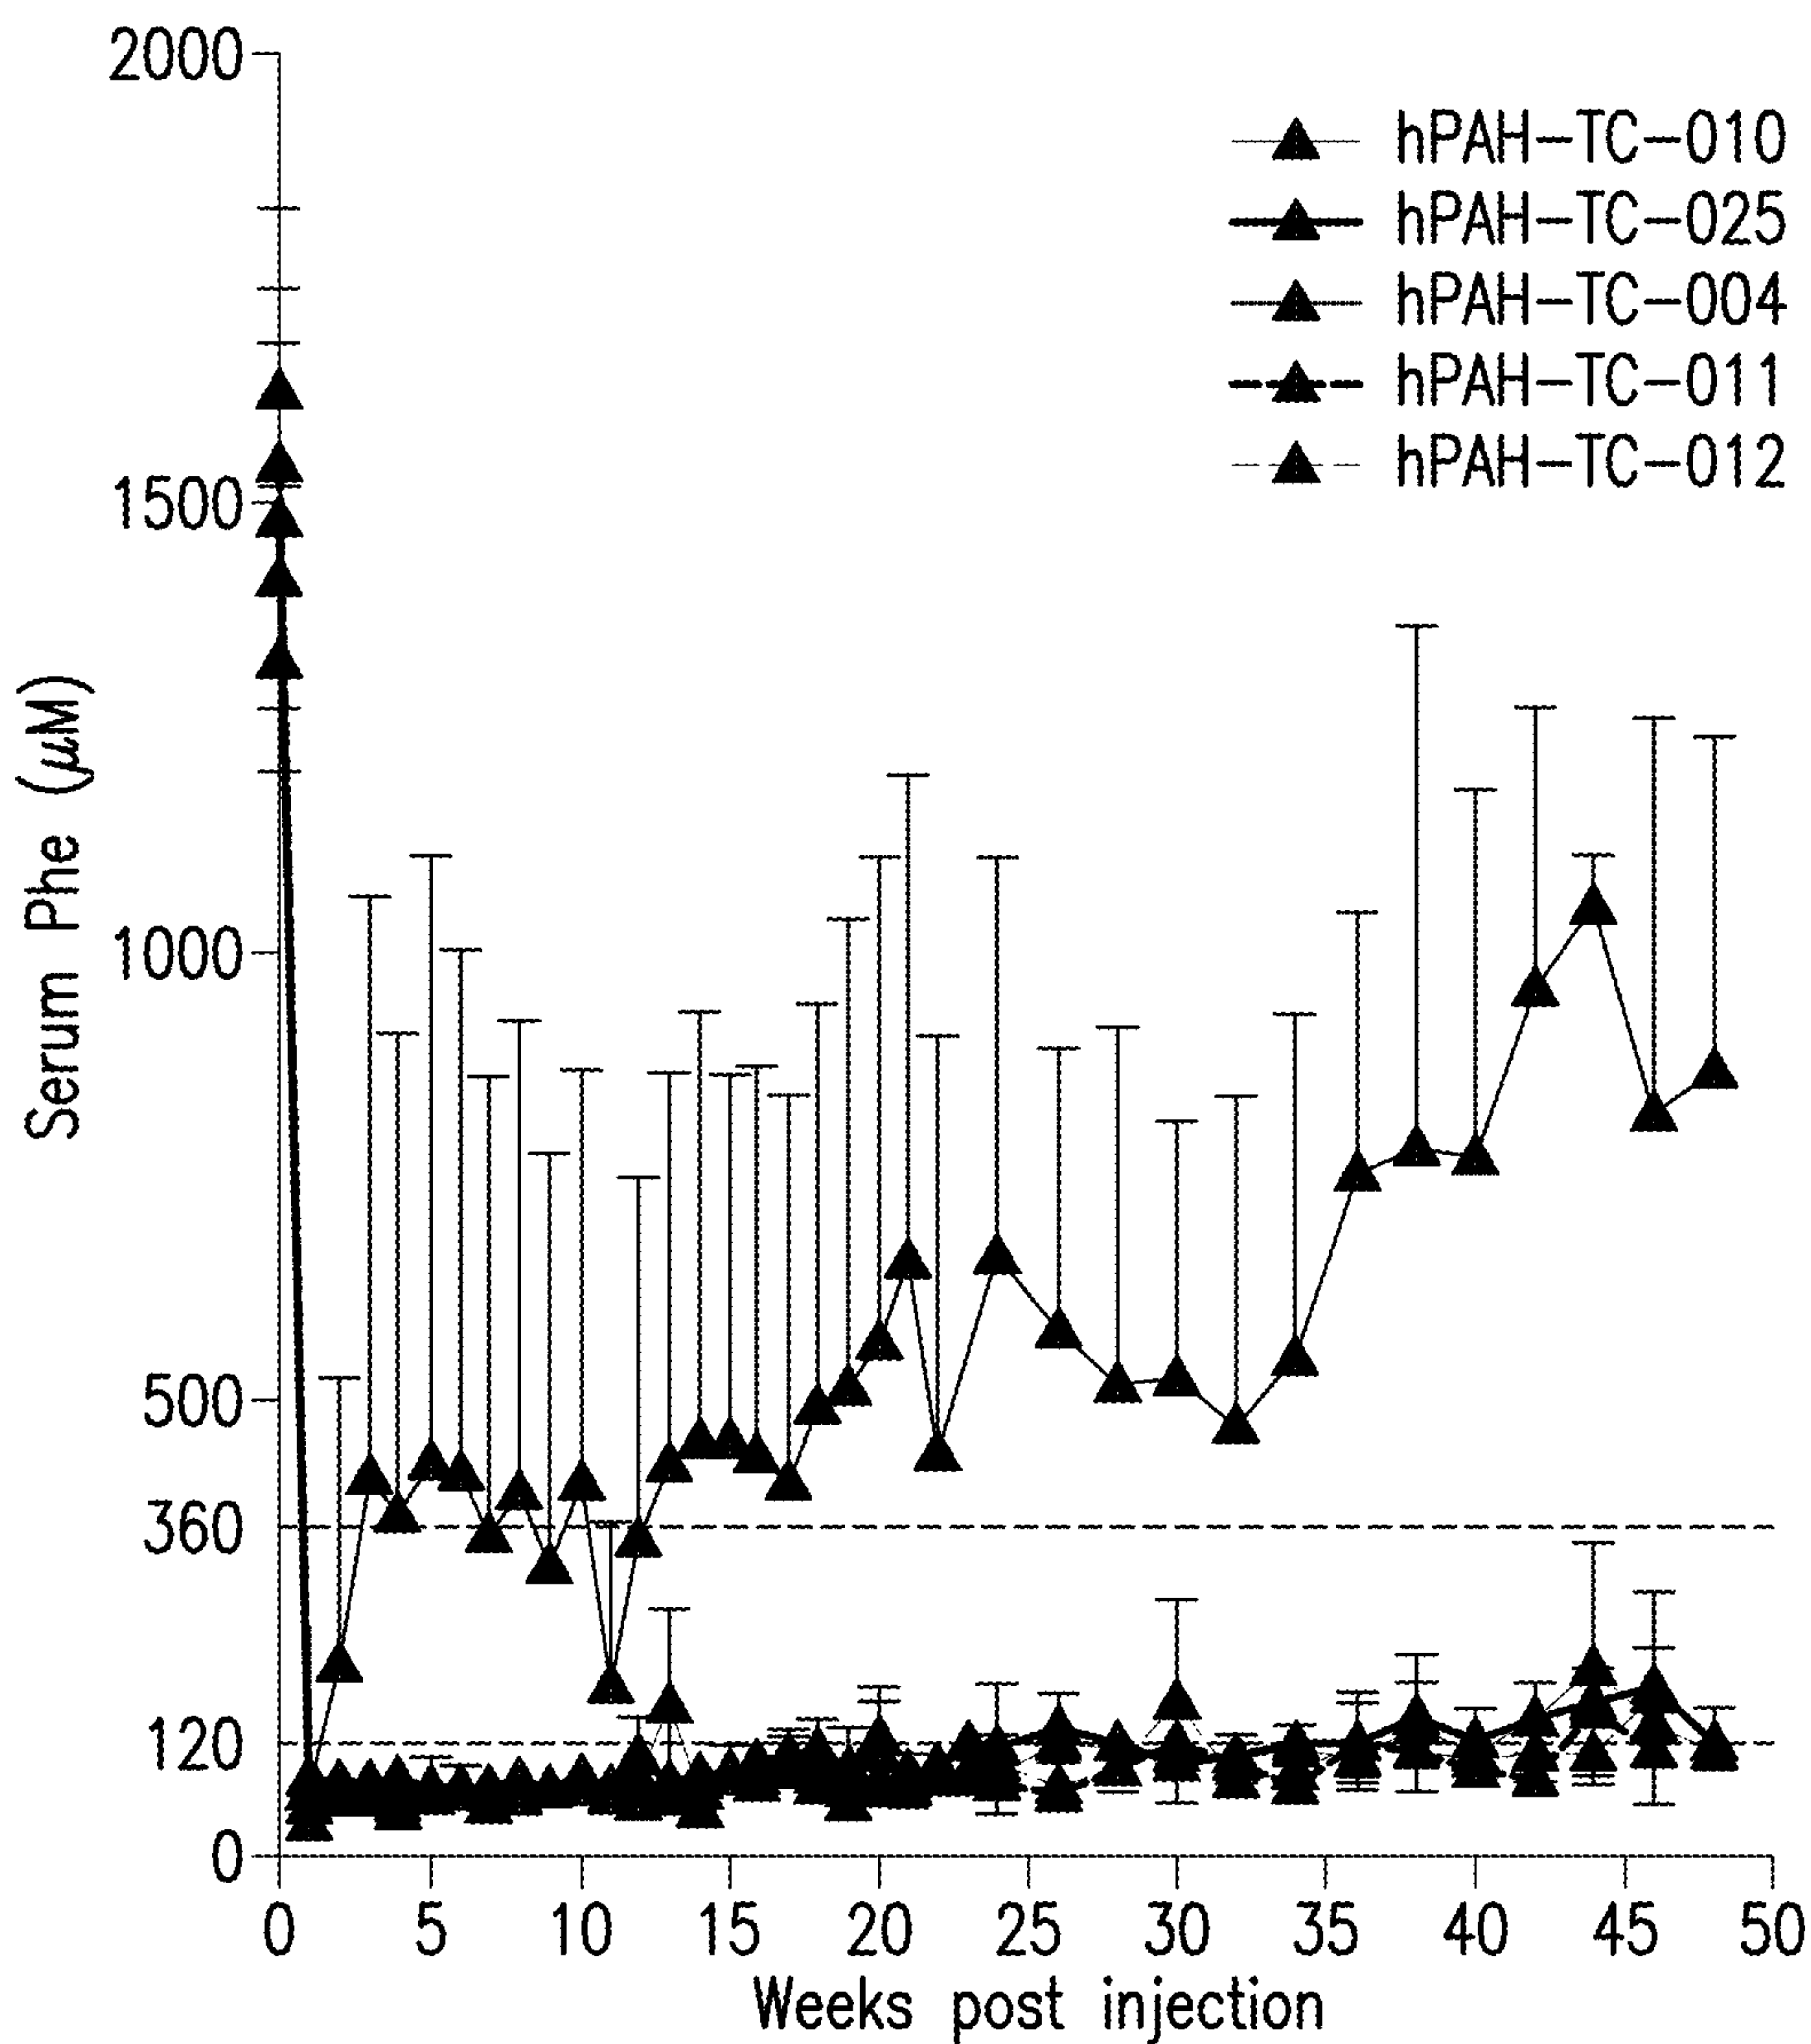 2000
1500
1000
500
360
120
0
Serum Phe (μM)
hPAH-TC-010
hPAH-TC-025
hPAH-TC-004
hPAH-TC-011
hPAH-TC-012
0 5 10 15 20 25 30 35 40 45 50
Weeks post injection